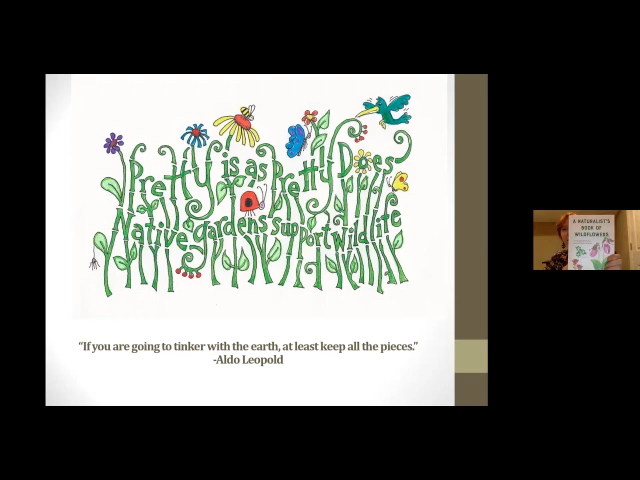 Pretty is as Pretty Does
Native gardens support wildlife
“If you are going to tinker with the earth, at least keep all the pieces.”
-Aldo Leopold
A NATURALIST'S
BOOK OF
WILDFLOWERS